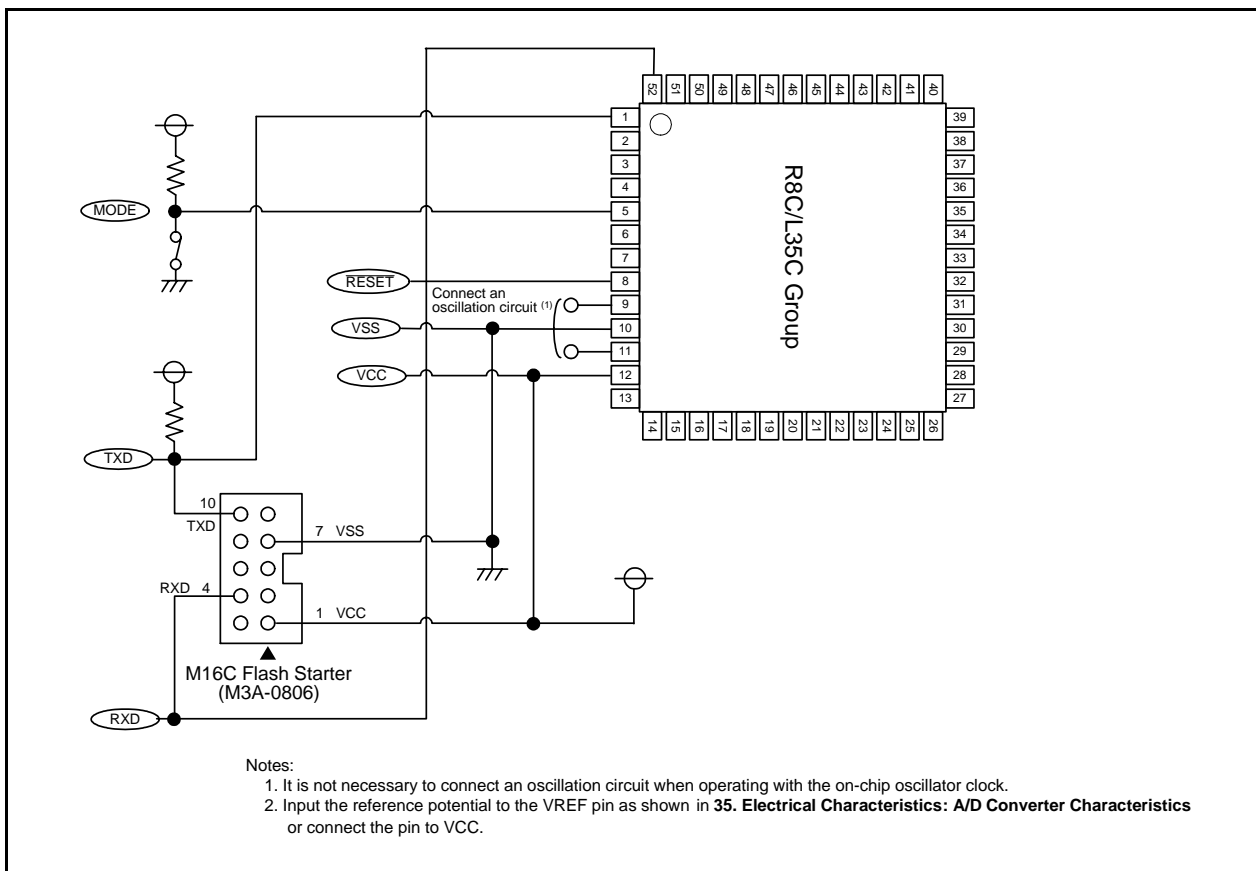 52 51 50 49 48 47 46 45 44 43 42 41 40
1 39
2 38
3 37
4 36
MODE 5 35
6 34
7 33
RESET 8 32
Connect an
oscillation circuit (1)
9 31
VSS 10 30
11 29
VCC 12 28
13 27
R8C/L35C Group
14 15 16 17 18 19 20 21 22 23 24 25 26
TXD
10
TXD
7 VSS
RXD 4
1 VCC
M16C Flash Starter
(M3A-0806)
RXD
Notes:
1. It is not necessary to connect an oscillation circuit when operating with the on-chip oscillator clock.
2. Input the reference potential to the VREF pin as shown in 35. Electrical Characteristics: A/D Converter Characteristics
or connect the pin to VCC.